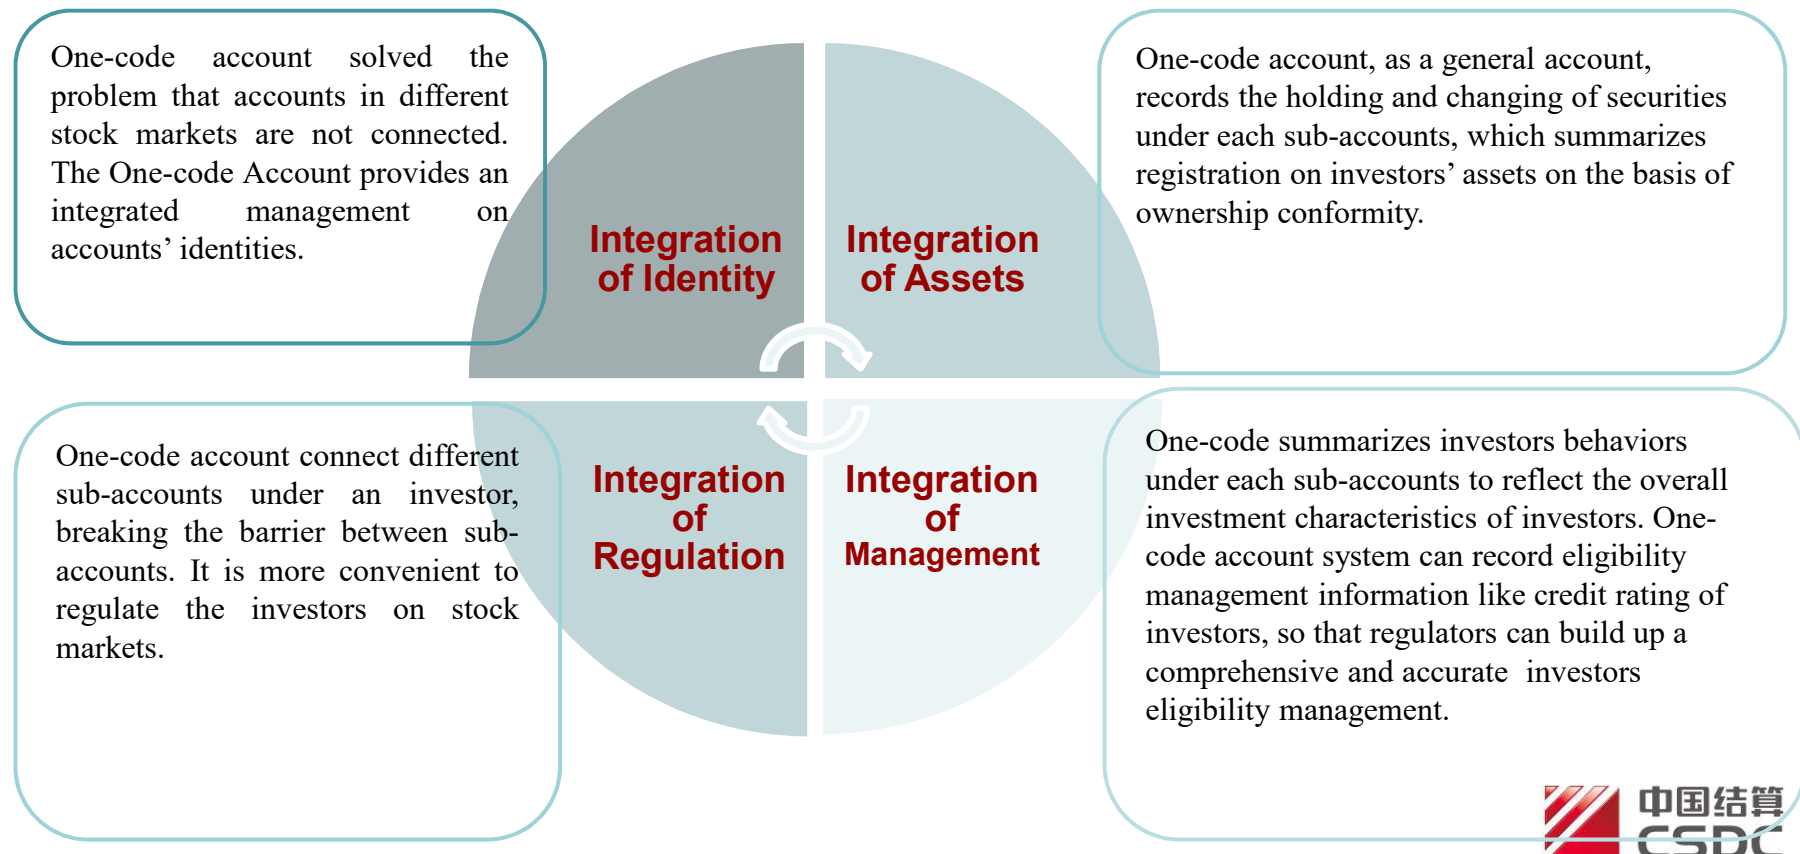 One-code account solved the
problem that accounts in different
stock markets are not connected.
The One-code Account provides an
integrated management on
accounts’ identities.
Integration
of Identity
Integration
of Assets
One-code account, as a general account,
records the holding and changing of securities
under each sub-accounts, which summarizes
registration on investors’ assets on the basis of
ownership conformity.
One-code account connect different
sub-accounts under an investor,
breaking the barrier between sub-
accounts. It is more convenient to
regulate the investors on stock
markets.
Integration
of
Regulation
Integration
of
Management
One-code summarizes investors behaviors
under each sub-accounts to reflect the overall
investment characteristics of investors. One-
code account system can record eligibility
management information like credit rating of
investors, so that regulators can build up a
comprehensive and accurate  investors
eligibility management.
中国结算
CSDC